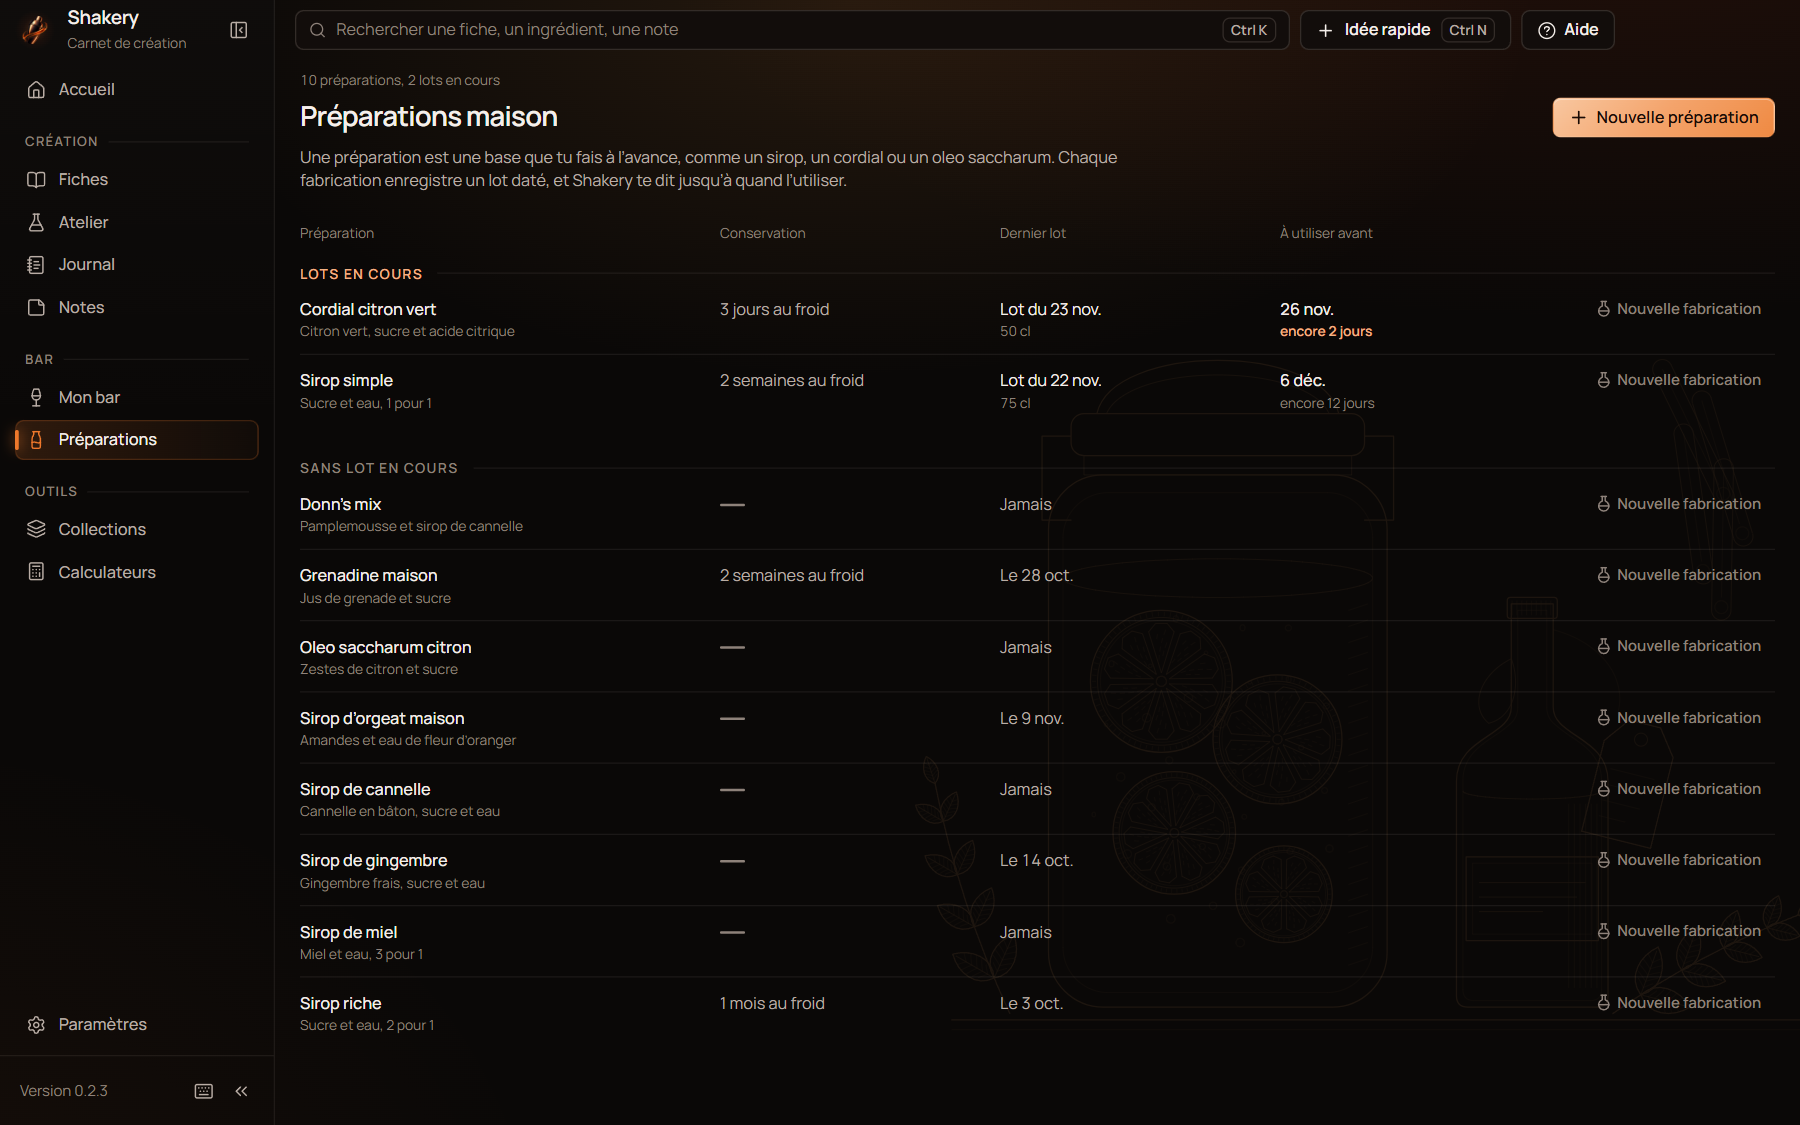 Shakery
Carnet de création
Rechercher une fiche, un ingrédient, une note
Ctrl K
Idée rapide
Ctrl N
Aide
Accueil
CRÉATION
Fiches
Atelier
Journal
Notes
BAR
Mon bar
Préparations
OUTILS
Collections
Calculateurs
Paramètres
Version 0.2.3
10 préparations, 2 lots en cours
Préparations maison
Nouvelle préparation
Une préparation est une base que tu fais à l'avance, comme un sirop, un cordial ou un oleo saccharum. Chaque
fabrication enregistre un lot daté, et Shakery te dit jusqu'à quand l'utiliser.
Préparation Conservation Dernier lot À utiliser avant
LOTS EN COURS
Cordial citron vert 3 jours au froid Lot du 23 nov. 26 nov. Nouvelle fabrication
Citron vert, sucre et acide citrique 50 cl encore 2 jours
Sirop simple 2 semaines au froid Lot du 22 nov. 6 déc. Nouvelle fabrication
Sucre et eau, 1 pour 1 75 cl encore 12 jours
SANS LOT EN COURS
Donn's mix — Jamais Nouvelle fabrication
Pamplemousse et sirop de cannelle
Grenadine maison 2 semaines au froid Le 28 oct. Nouvelle fabrication
Jus de grenade et sucre
Oleo saccharum citron — Jamais Nouvelle fabrication
Zestes de citron et sucre
Sirop d'orgeat maison — Le 9 nov. Nouvelle fabrication
Amandes et eau de fleur d'oranger
Sirop de cannelle — Jamais Nouvelle fabrication
Cannelle en bâton, sucre et eau
Sirop de gingembre — Le 14 oct. Nouvelle fabrication
Gingembre frais, sucre et eau
Sirop de miel — Jamais Nouvelle fabrication
Miel et eau, 3 pour 1
Sirop riche 1 mois au froid Le 3 oct. Nouvelle fabrication
Sucre et eau, 2 pour 1